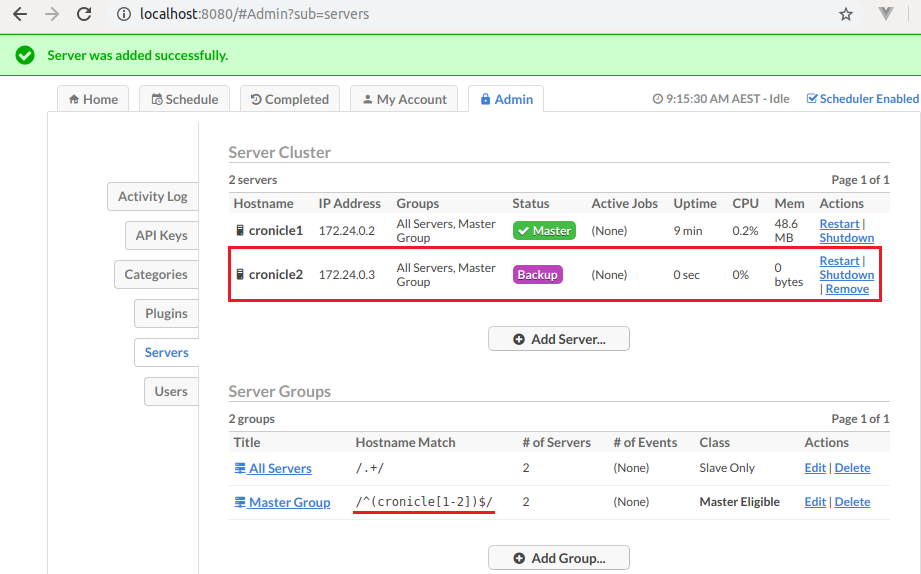 localhost:8080/#Admin?sub=servers
Server was added successfully.
Home Schedule Completed My Account Admin 9:15:30 AM AEST - Idle Scheduler Enabled
Activity Log
API Keys
Categories
Plugins
Servers
Users
Server Cluster
2 servers Page 1 of 1
Hostname IP Address Groups Status Active Jobs Uptime CPU Mem Actions
cronicle1 172.24.0.2 All Servers, Master Group Master (None) 9 min 0.2% 48.6 MB Restart | Shutdown
cronicle2 172.24.0.3 All Servers, Master Group Backup (None) 0 sec 0% 0 bytes Restart | Shutdown | Remove
Add Server...
Server Groups
2 groups Page 1 of 1
Title Hostname Match # of Servers # of Events Class Actions
All Servers /.+/ 2 (None) Slave Only Edit | Delete
Master Group /^(cronicle[1-2])$/ 2 (None) Master Eligible Edit | Delete
Add Group...